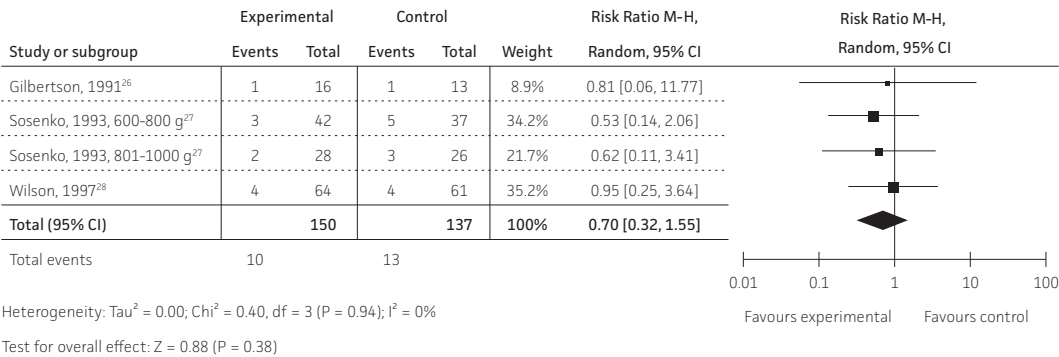 Experimental Control Risk Ratio M-H, Risk Ratio M-H,
Study or subgroup Events Total Events Total Weight Random, 95% CI Random, 95% CI
Gilbertson, 1991²⁶ 1 16 1 13 8.9% 0.81 [0.06, 11.77]
Sosenko, 1993, 600-800 g²⁷ 3 42 5 37 34.2% 0.53 [0.14, 2.06]
Sosenko, 1993, 801-1000 g²⁷ 2 28 3 26 21.7% 0.62 [0.11, 3.41]
Wilson, 1997²⁸ 4 64 4 61 35.2% 0.95 [0.25, 3.64]
Total (95% CI) 150 137 100% 0.70 [0.32, 1.55]
Total events 10 13
0.01 0.1 1 10 100
Heterogeneity: Tau² = 0.00; Chi² = 0.40, df = 3 (P = 0.94); I² = 0%
Favours experimental Favours control
Test for overall effect: Z = 0.88 (P = 0.38)